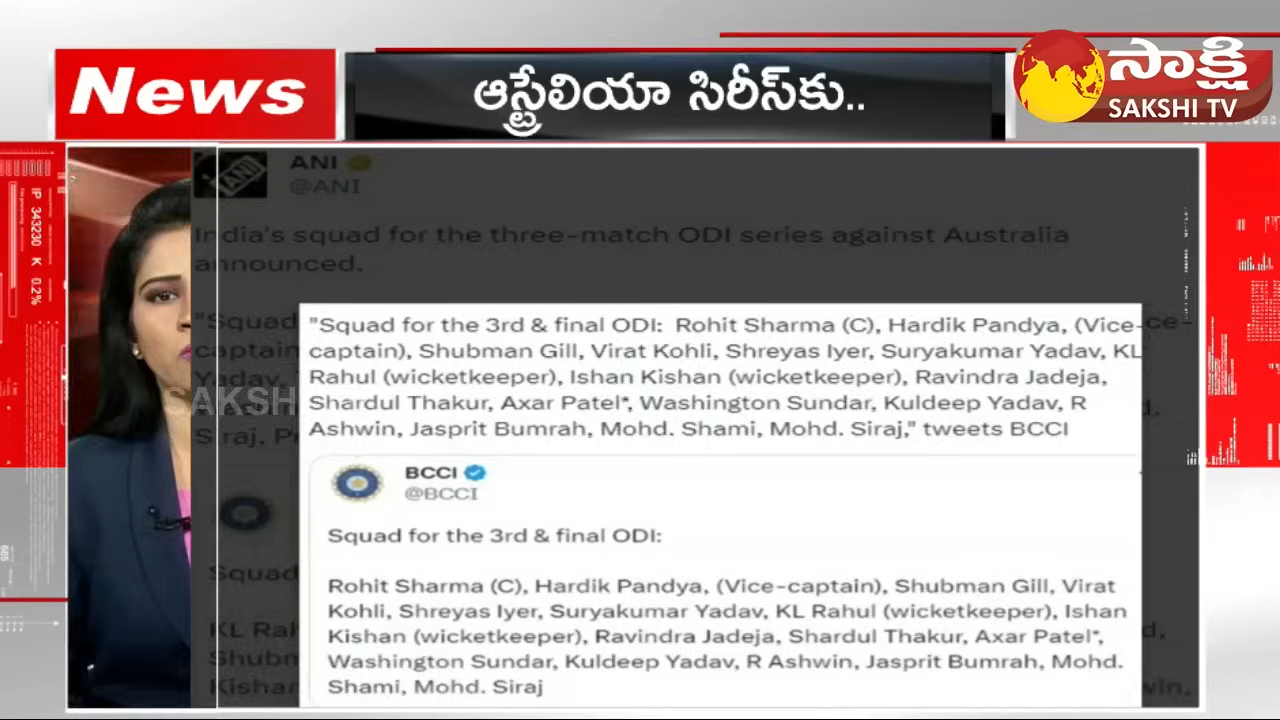 News
ఆస్ట్రేలియా సిరీస్‌కు..
సాక్షి
SAKSHI TV
ANI
@ANI
India's squad for the three-match ODI series against Australia
announced.
"Squad for the 3rd & final ODI: Rohit Sharma (C), Hardik Pandya, (Vice-
captain), Shubman Gill, Virat Kohli, Shreyas Iyer, Suryakumar Yadav, KL
Rahul (wicketkeeper), Ishan Kishan (wicketkeeper), Ravindra Jadeja,
Shardul Thakur, Axar Patel*, Washington Sundar, Kuldeep Yadav, R
Ashwin, Jasprit Bumrah, Mohd. Shami, Mohd. Siraj," tweets BCCI
BCCI
@BCCI
Squad for the 3rd & final ODI:
Rohit Sharma (C), Hardik Pandya, (Vice-captain), Shubman Gill, Virat
Kohli, Shreyas Iyer, Suryakumar Yadav, KL Rahul (wicketkeeper), Ishan
Kishan (wicketkeeper), Ravindra Jadeja, Shardul Thakur, Axar Patel*,
Washington Sundar, Kuldeep Yadav, R Ashwin, Jasprit Bumrah, Mohd.
Shami, Mohd. Siraj
IP 343230 K 0.2%
SAKSH